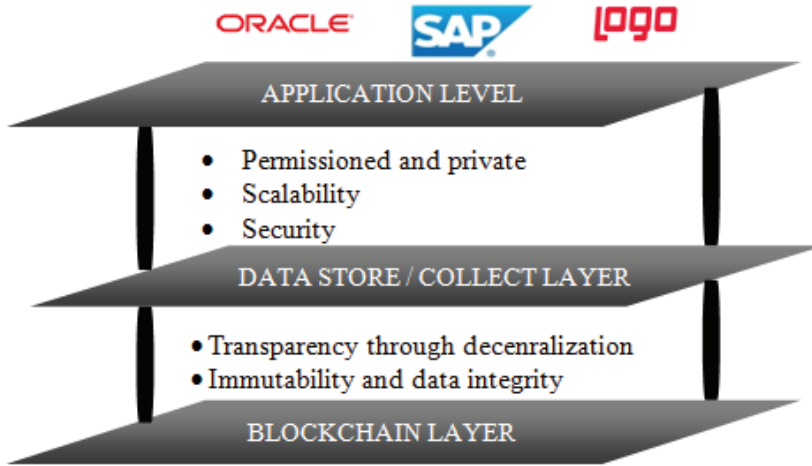 ORACLE SAP LOGO
APPLICATION LEVEL
• Permissioned and private
• Scalability
• Security
DATA STORE / COLLECT LAYER
• Transparency through decenralization
• Immutability and data integrity
BLOCKCHAIN LAYER